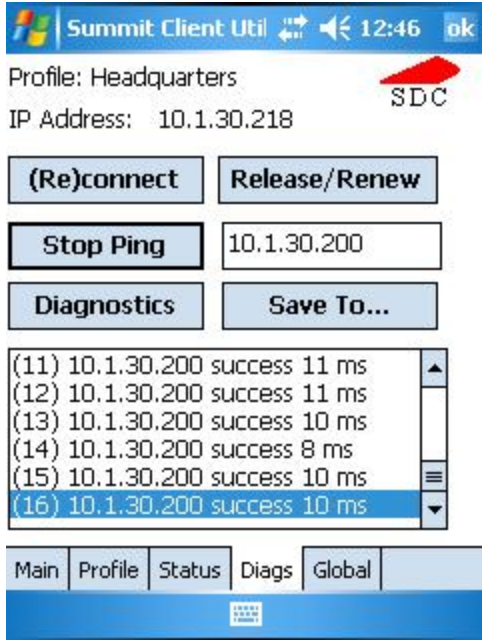 Summit Client Util 12:46 ok
Profile: Headquarters
SDC
IP Address: 10.1.30.218
(Re)connect Release/Renew
Stop Ping 10.1.30.200
Diagnostics Save To...
(11) 10.1.30.200 success 11 ms
(12) 10.1.30.200 success 11 ms
(13) 10.1.30.200 success 10 ms
(14) 10.1.30.200 success 8 ms
(15) 10.1.30.200 success 10 ms
(16) 10.1.30.200 success 10 ms
Main Profile Status Diags Global